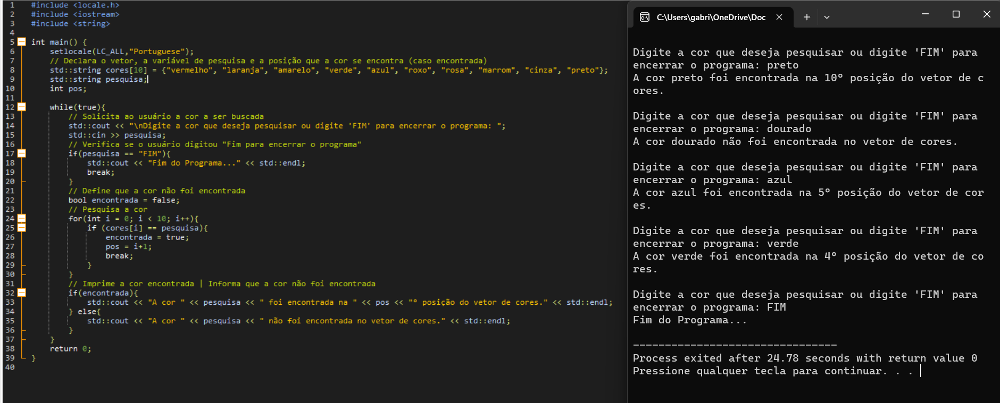 1 #include <locale.h>
2 #include <iostream>
3 #include <string>
4
5 int main() {
6 setlocale(LC_ALL,"Portuguese");
7 // Declara o vetor, a variável de pesquisa e a posição que a cor se encontra (caso encontrada)
8 std::string cores[10] = {"vermelho", "laranja", "amarelo", "verde", "azul", "roxo", "rosa", "marrom", "cinza", "preto"};
9 std::string pesquisa;
10 int pos;
11
12 while(true){
13 // Solicita ao usuário a cor a ser buscada
14 std::cout << "\nDigite a cor que deseja pesquisar ou digite 'FIM' para encerrar o programa: ";
15 std::cin >> pesquisa;
16 // Verifica se o usuário digitou "Fim para encerrar o programa"
17 if(pesquisa == "FIM"){
18 std::cout << "Fim do Programa..." << std::endl;
19 break;
20 }
21 // Define que a cor não foi encontrada
22 bool encontrada = false;
23 // Pesquisa a cor
24 for(int i = 0; i < 10; i++){
25 if (cores[i] == pesquisa){
26 encontrada = true;
27 pos = i+1;
28 break;
29 }
30 }
31 // Imprime a cor encontrada | Informa que a cor não foi encontrada
32 if(encontrada){
33 std::cout << "A cor " << pesquisa << " foi encontrada na " << pos << "° posição do vetor de cores." << std::endl;
34 } else{
35 std::cout << "A cor " << pesquisa << " não foi encontrada no vetor de cores." << std::endl;
36 }
37 }
38 return 0;
39 }
40
C:\Users\gabri\OneDrive\Doc
Digite a cor que deseja pesquisar ou digite 'FIM' para
encerrar o programa: preto
A cor preto foi encontrada na 10° posição do vetor de c
ores.
Digite a cor que deseja pesquisar ou digite 'FIM' para
encerrar o programa: dourado
A cor dourado não foi encontrada no vetor de cores.
Digite a cor que deseja pesquisar ou digite 'FIM' para
encerrar o programa: azul
A cor azul foi encontrada na 5° posição do vetor de cor
es.
Digite a cor que deseja pesquisar ou digite 'FIM' para
encerrar o programa: verde
A cor verde foi encontrada na 4° posição do vetor de co
res.
Digite a cor que deseja pesquisar ou digite 'FIM' para
encerrar o programa: FIM
Fim do Programa...
--------------------------------
Process exited after 24.78 seconds with return value 0
Pressione qualquer tecla para continuar. . .